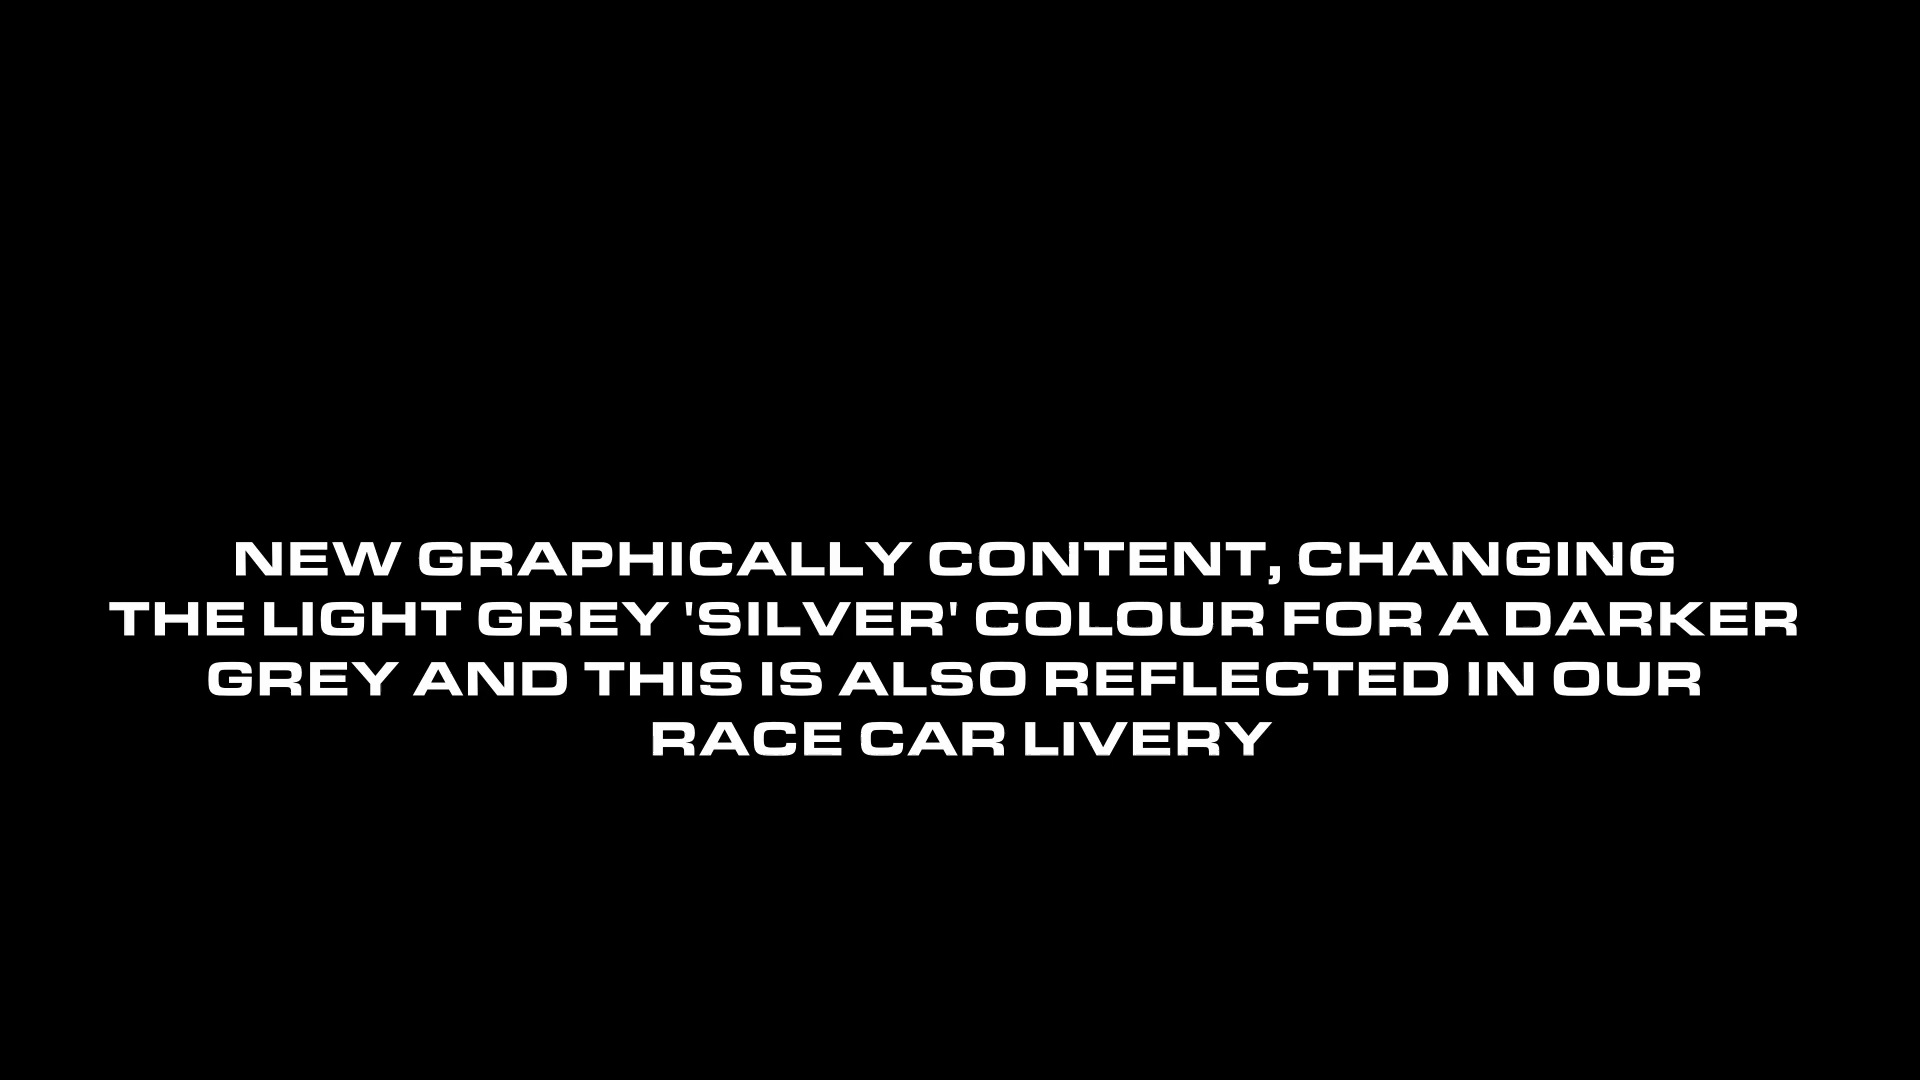 NEW GRAPHICALLY CONTENT, CHANGING
THE LIGHT GREY 'SILVER' COLOUR FOR A DARKER
GREY AND THIS IS ALSO REFLECTED IN OUR
RACE CAR LIVERY